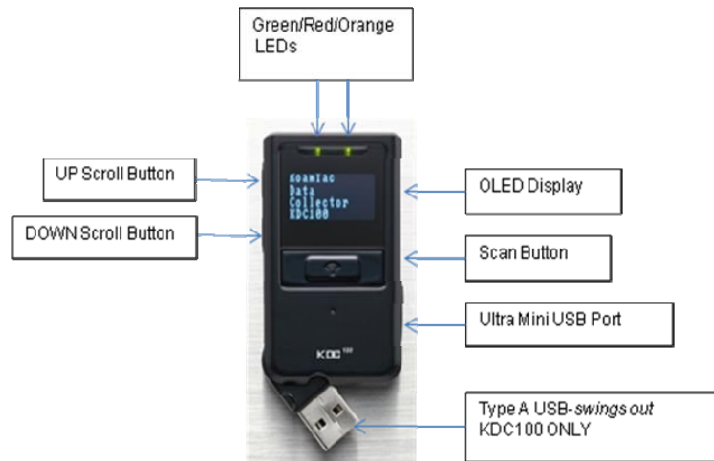 Green/Red/Orange
LEDs
UP Scroll Button
DOWN Scroll Button
Data
Collector
KDC100
OLED Display
Scan Button
Ultra Mini USB Port
KDC 100
Type A USB-swings out
KDC100 ONLY